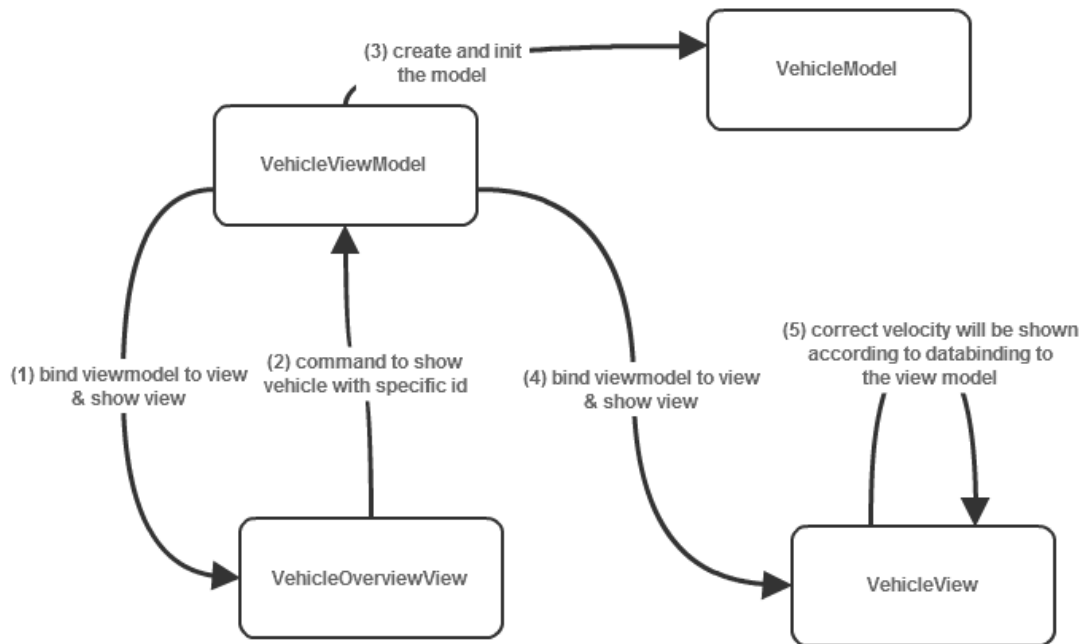 (3) create and init
the model
VehicleModel
VehicleViewModel
(1) bind viewmodel to view
& show view
(2) command to show
vehicle with specific id
(4) bind viewmodel to view
& show view
(5) correct velocity will be shown
according to databinding to
the view model
VehicleOverviewView
VehicleView